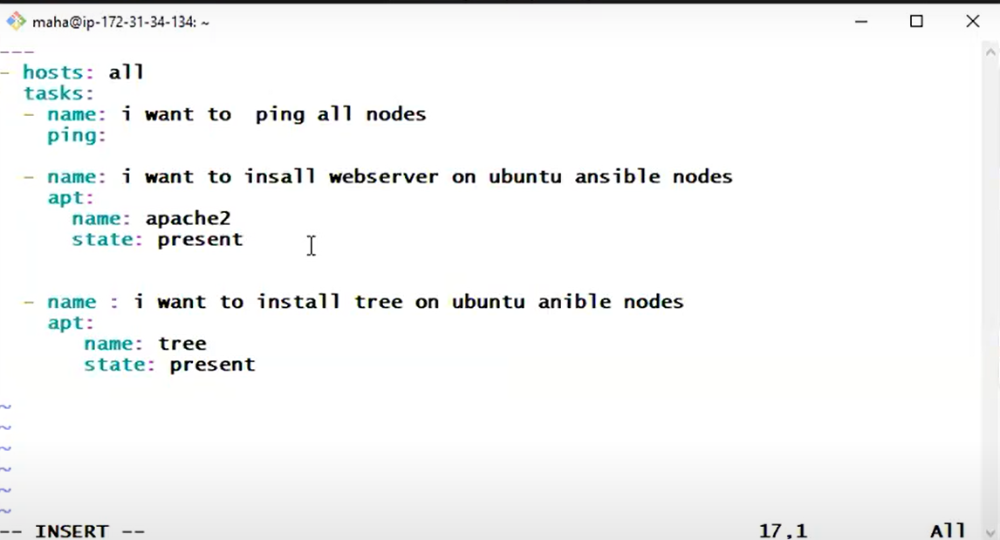 maha@ip-172-31-34-134: ~
---
- hosts: all
  tasks:
  - name: i want to  ping all nodes
    ping:

  - name: i want to insall webserver on ubuntu ansible nodes
    apt:
      name: apache2
      state: present


  - name : i want to install tree on ubuntu anible nodes
    apt:
       name: tree
       state: present

~
~
~
~
~
~
-- INSERT --                                                  17,1          All